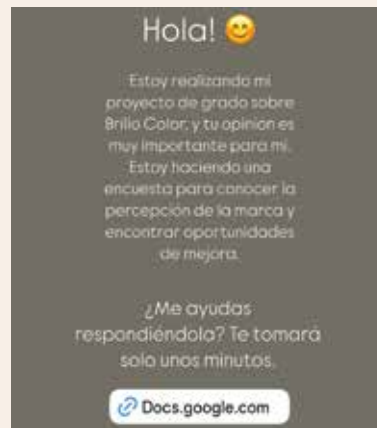 Hola! 😊
Estoy realizando mi
proyecto de grado sobre
Brillo Color, y tu opinion es
muy importante para mi.
Estoy haciendo una
encuesta para conocer la
percepción de la marca y
encontrar oportunidades
de mejora.
¿Me ayudas
respondiéndola? Te tomará
solo unos minutos.
Docs.google.com